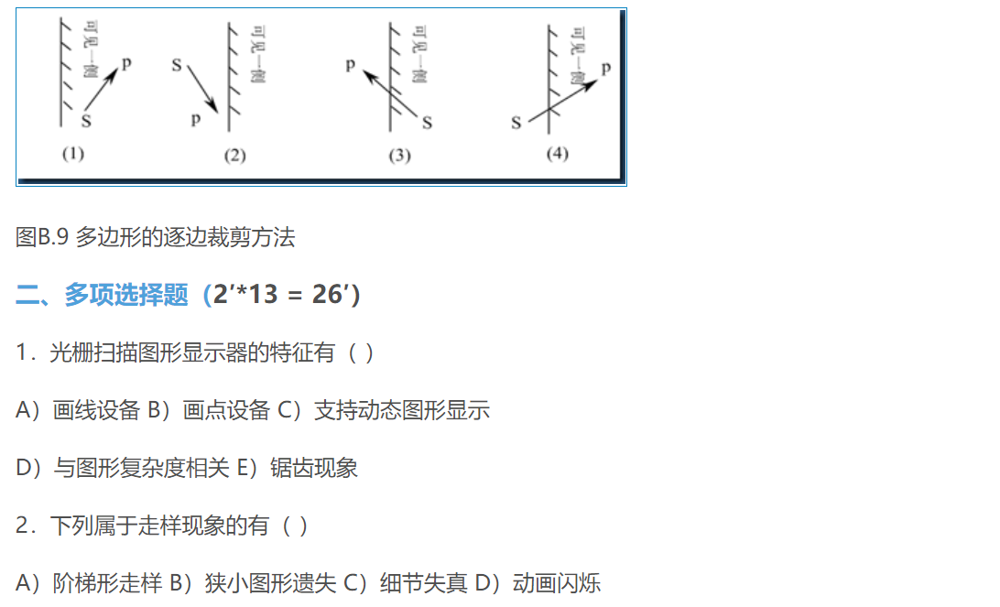 可见一侧 可见一侧 可见一侧 可见一侧
p S p p
S p S S
(1) (2) (3) (4)
图B.9 多边形的逐边裁剪方法
二、多项选择题（2′*13 = 26′）
1．光栅扫描图形显示器的特征有（ ）
A）画线设备 B）画点设备 C）支持动态图形显示
D）与图形复杂度相关 E）锯齿现象
2．下列属于走样现象的有（ ）
A）阶梯形走样 B）狭小图形遗失 C）细节失真 D）动画闪烁